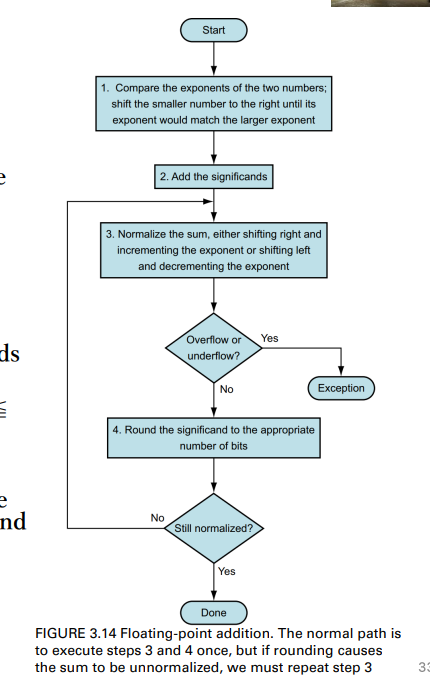 Start
1. Compare the exponents of the two numbers;
shift the smaller number to the right until its
exponent would match the larger exponent
e
2. Add the significands
3. Normalize the sum, either shifting right and
incrementing the exponent or shifting left
and decrementing the exponent
Overflow or
underflow?
Yes
ds
Exception
No
≤
4. Round the significand to the appropriate
number of bits
e
nd
No
Still normalized?
Yes
Done
FIGURE 3.14 Floating-point addition. The normal path is
to execute steps 3 and 4 once, but if rounding causes
the sum to be unnormalized, we must repeat step 3